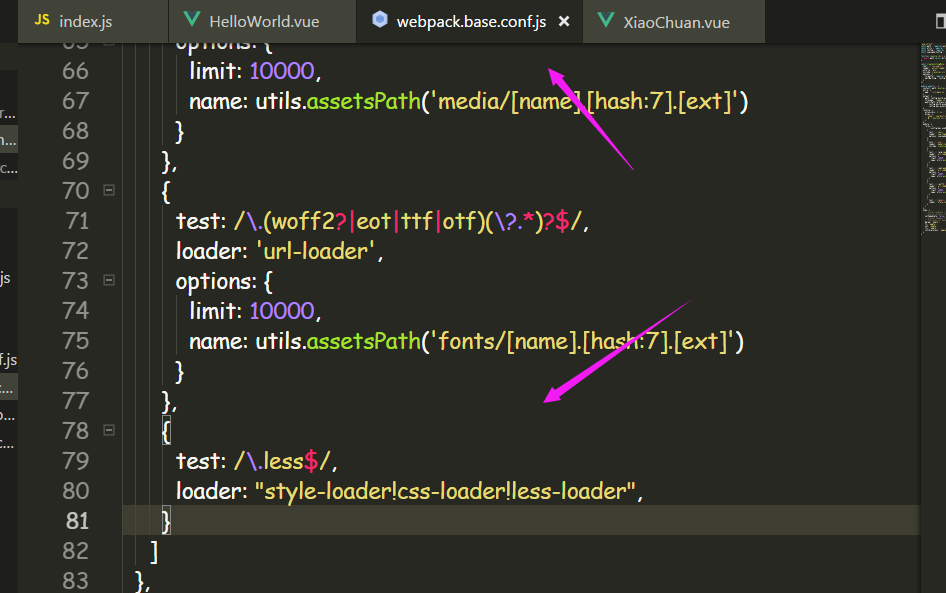 JS index.js HelloWorld.vue webpack.base.conf.js XiaoChuan.vue
options: {
66 limit: 10000,
67 name: utils.assetsPath('media/[name].[hash:7].[ext]')
68 }
69 },
70 {
71 test: /\.(woff2?|eot|ttf|otf)(\?.*)?$/,
72 loader: 'url-loader',
73 options: {
74 limit: 10000,
75 name: utils.assetsPath('fonts/[name].[hash:7].[ext]')
76 }
77 },
78 {
79 test: /\.less$/,
80 loader: "style-loader!css-loader!less-loader",
81 }
82 ]
83 },